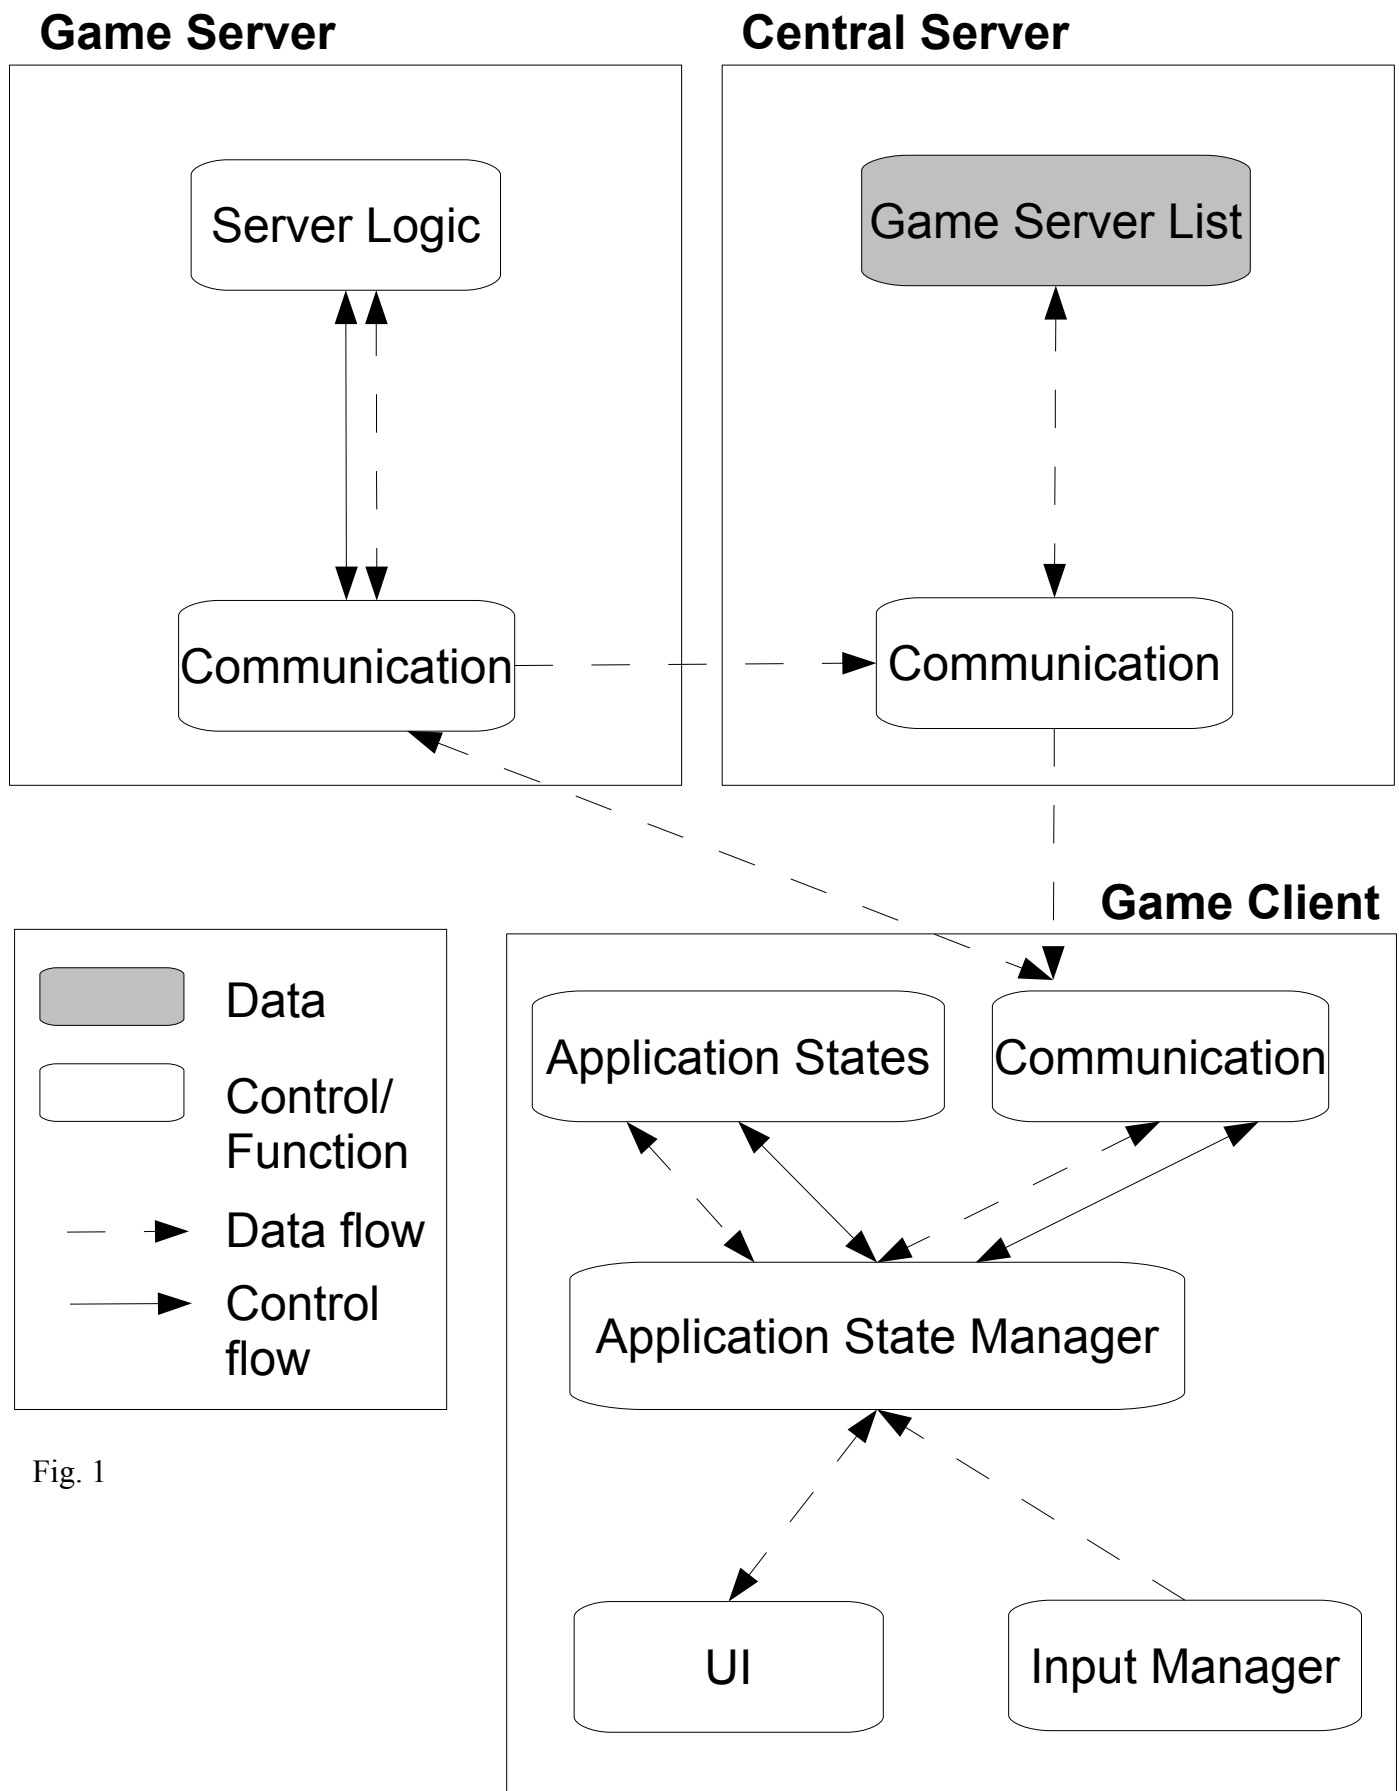 Game Server
Central Server
Server Logic
Game Server List
Communication
Communication
Game Client
Data
Control/
Function
Data flow
Control
flow
Application States
Communication
Application State Manager
UI
Input Manager
Fig. 1